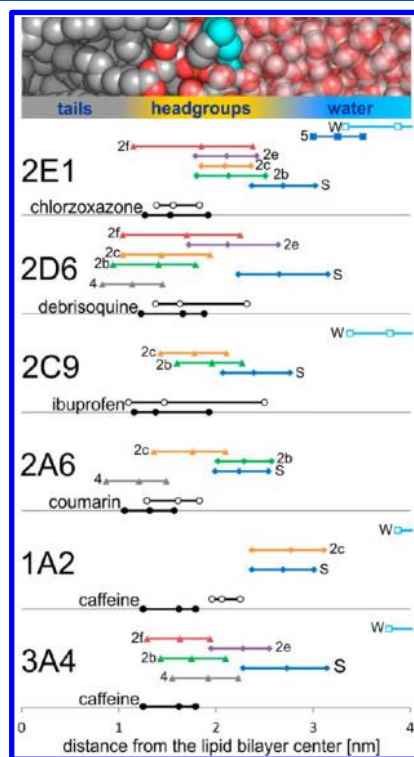 tails headgroups water
W
5
2f
2e
2c
2E1
2b
S
chlorzoxazone
2f
2e
2c
2D6
2b
S
4
debrisoquine
W
2C9
2c
2b
S
ibuprofen
2c
2A6
2b
S
4
coumarin
W
1A2
2c
S
caffeine
W
2f
2e
3A4
2b
S
4
caffeine
0 1 2 3 4
distance from the lipid bilayer center [nm]